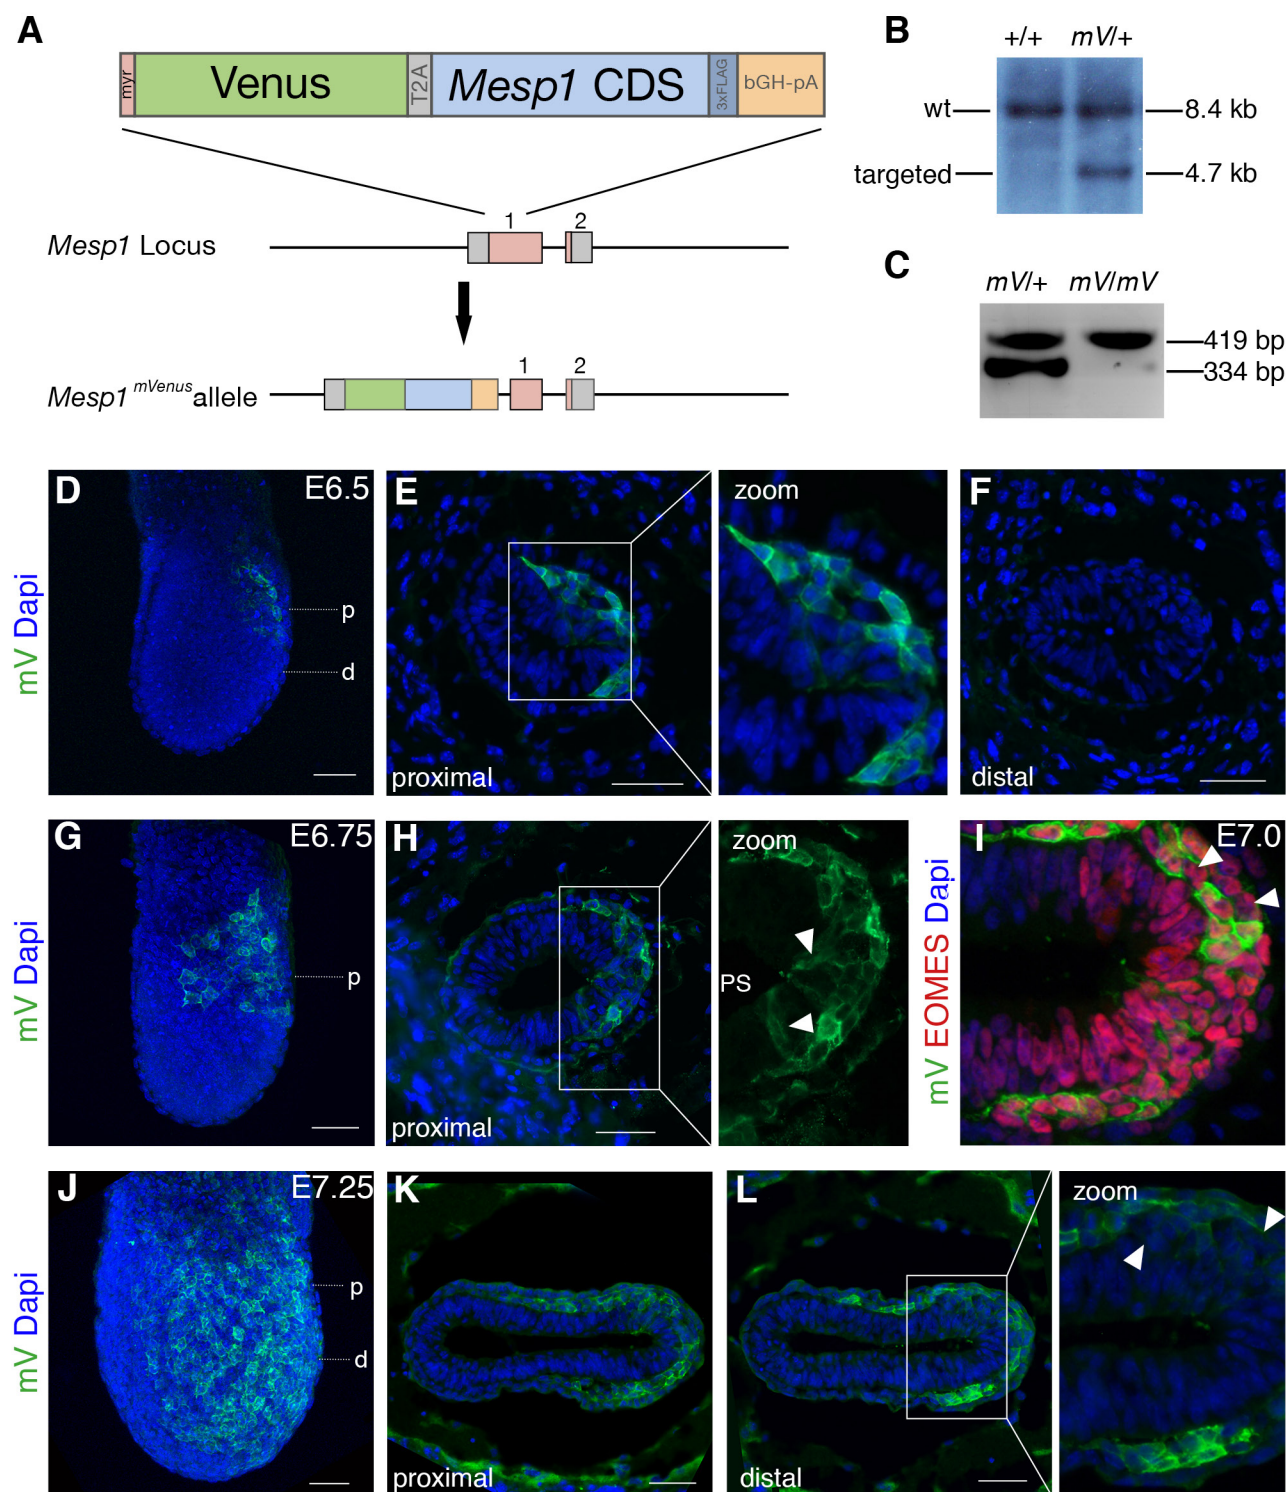 A
myr
Venus
T2A
Mesp1 CDS
3xFLAG
bGH-pA
1
2
Mesp1 Locus
1
2
Mesp1 mVenus allele
B
+/+
mV/+
wt
8.4 kb
targeted
4.7 kb
C
mV/+
mV/mV
419 bp
334 bp
mV Dapi
D
E6.5
p
d
E
proximal
zoom
F
distal
mV Dapi
G
E6.75
p
H
proximal
zoom
PS
mV EOMES Dapi
I
E7.0
mV Dapi
J
E7.25
p
d
K
proximal
L
distal
zoom